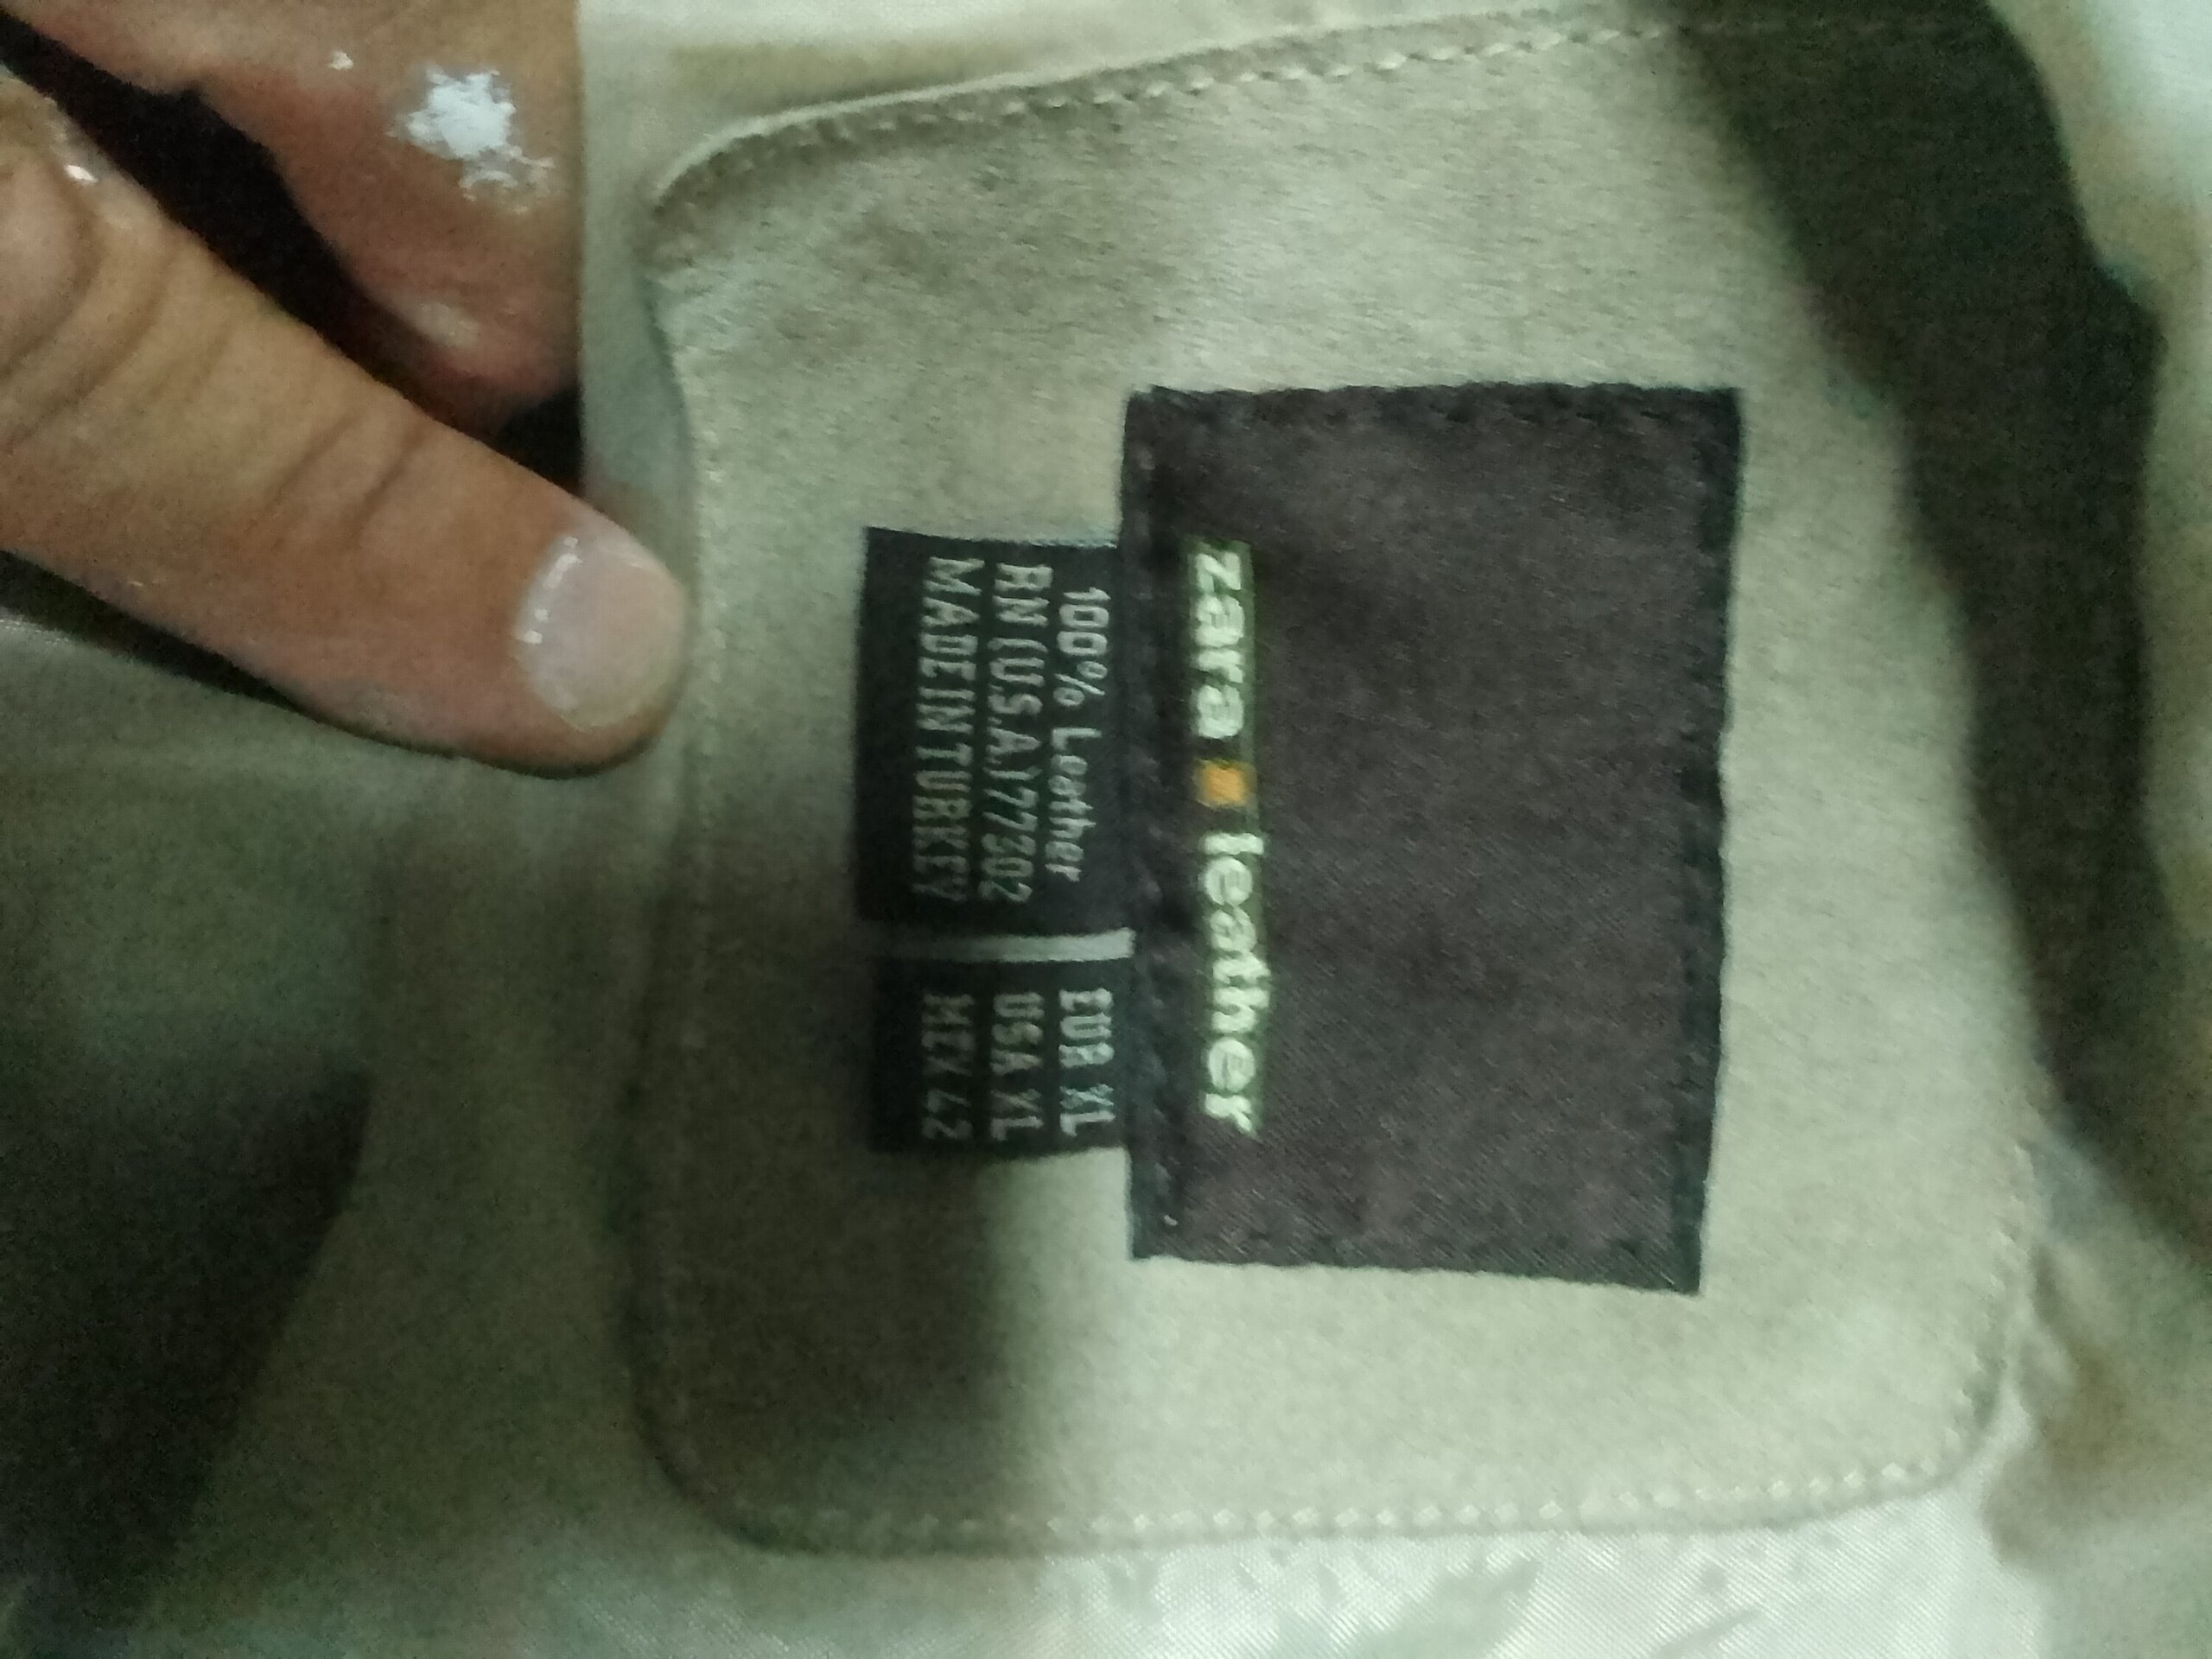 zara leather
100% Leather
RN(U.S.A.)77302
MADE IN TURKEY
EUR XL
USA XL
MEX 42